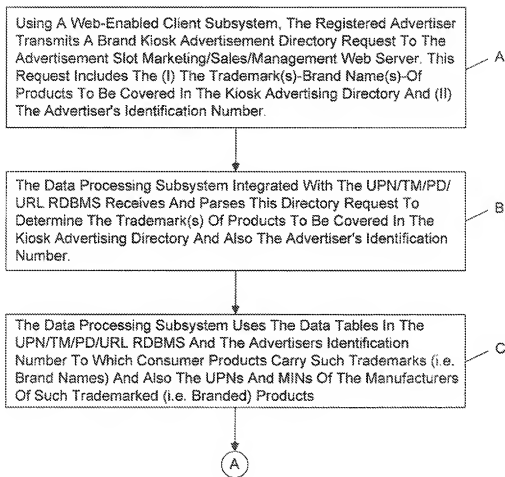 Using A Web-Enabled Client Subsystem, The Registered Advertiser
Transmits A Brand Kiosk Advertisement Directory Request To The
Advertisement Slot Marketing/Sales/Management Web Server. This
Request Includes The (I) The Trademark(s)-Brand Name(s)-Of
Products To Be Covered In The Kiosk Advertising Directory And (II)
The Advertiser's Identification Number.
A
The Data Processing Subsystem Integrated With The UPN/TM/PD/
URL RDBMS Receives And Parses This Directory Request To
Determine The Trademark(s) Of Products To Be Covered In The
Kiosk Advertising Directory And Also The Advertiser's Identification
Number.
B
The Data Processing Subsystem Uses The Data Tables In The
UPN/TM/PD/URL RDBMS And The Advertisers Identification
Number To Which Consumer Products Carry Such Trademarks (i.e.
Brand Names) And Also The UPNs And MINs Of The Manufacturers
Of Such Trademarked (i.e. Branded) Products
C
A